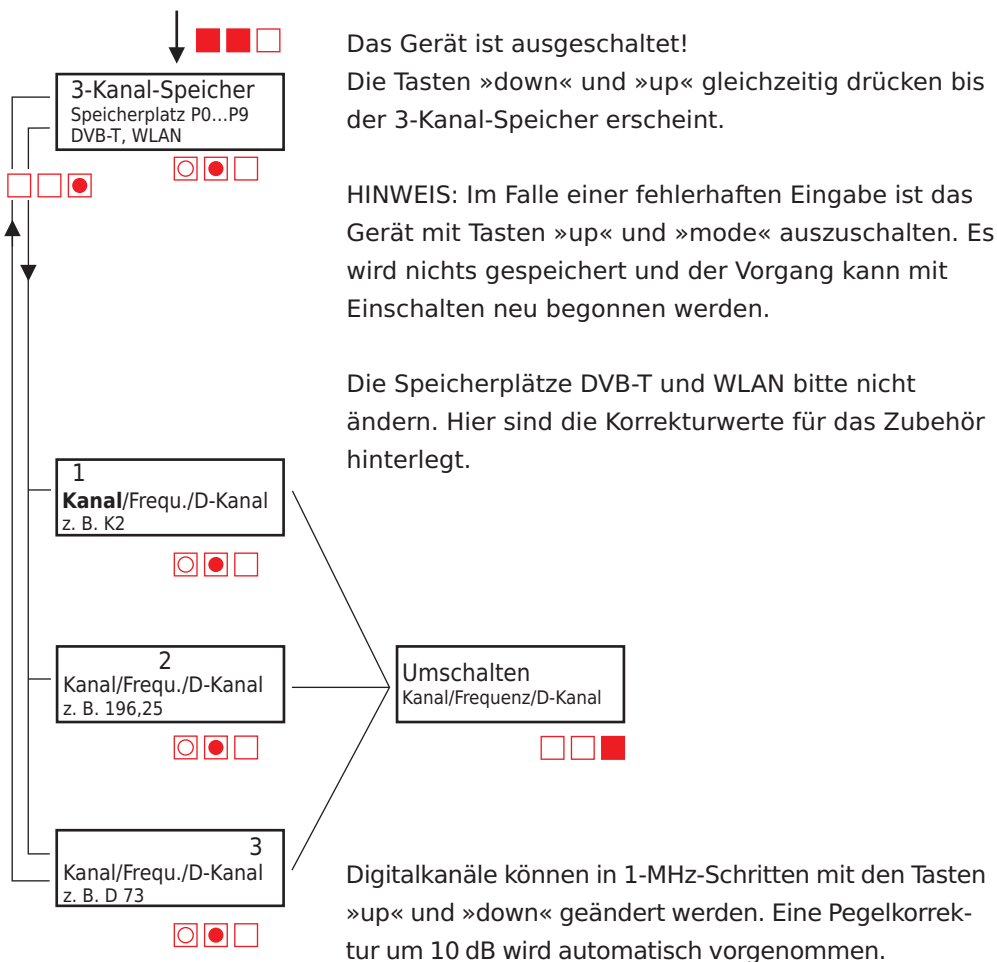 Das Gerät ist ausgeschaltet!
Die Tasten »down« und »up« gleichzeitig drücken bis
der 3-Kanal-Speicher erscheint.
3-Kanal-Speicher
Speicherplatz P0...P9
DVB-T, WLAN
HINWEIS: Im Falle einer fehlerhaften Eingabe ist das
Gerät mit Tasten »up« und »mode« auszuschalten. Es
wird nichts gespeichert und der Vorgang kann mit
Einschalten neu begonnen werden.
Die Speicherplätze DVB-T und WLAN bitte nicht
ändern. Hier sind die Korrekturwerte für das Zubehör
hinterlegt.
1
Kanal/Frequ./D-Kanal
z. B. K2
2
Kanal/Frequ./D-Kanal
z. B. 196,25
Umschalten
Kanal/Frequenz/D-Kanal
3
Kanal/Frequ./D-Kanal
z. B. D 73
Digitalkanäle können in 1-MHz-Schritten mit den Tasten
»up« und »down« geändert werden. Eine Pegelkorrek-
tur um 10 dB wird automatisch vorgenommen.